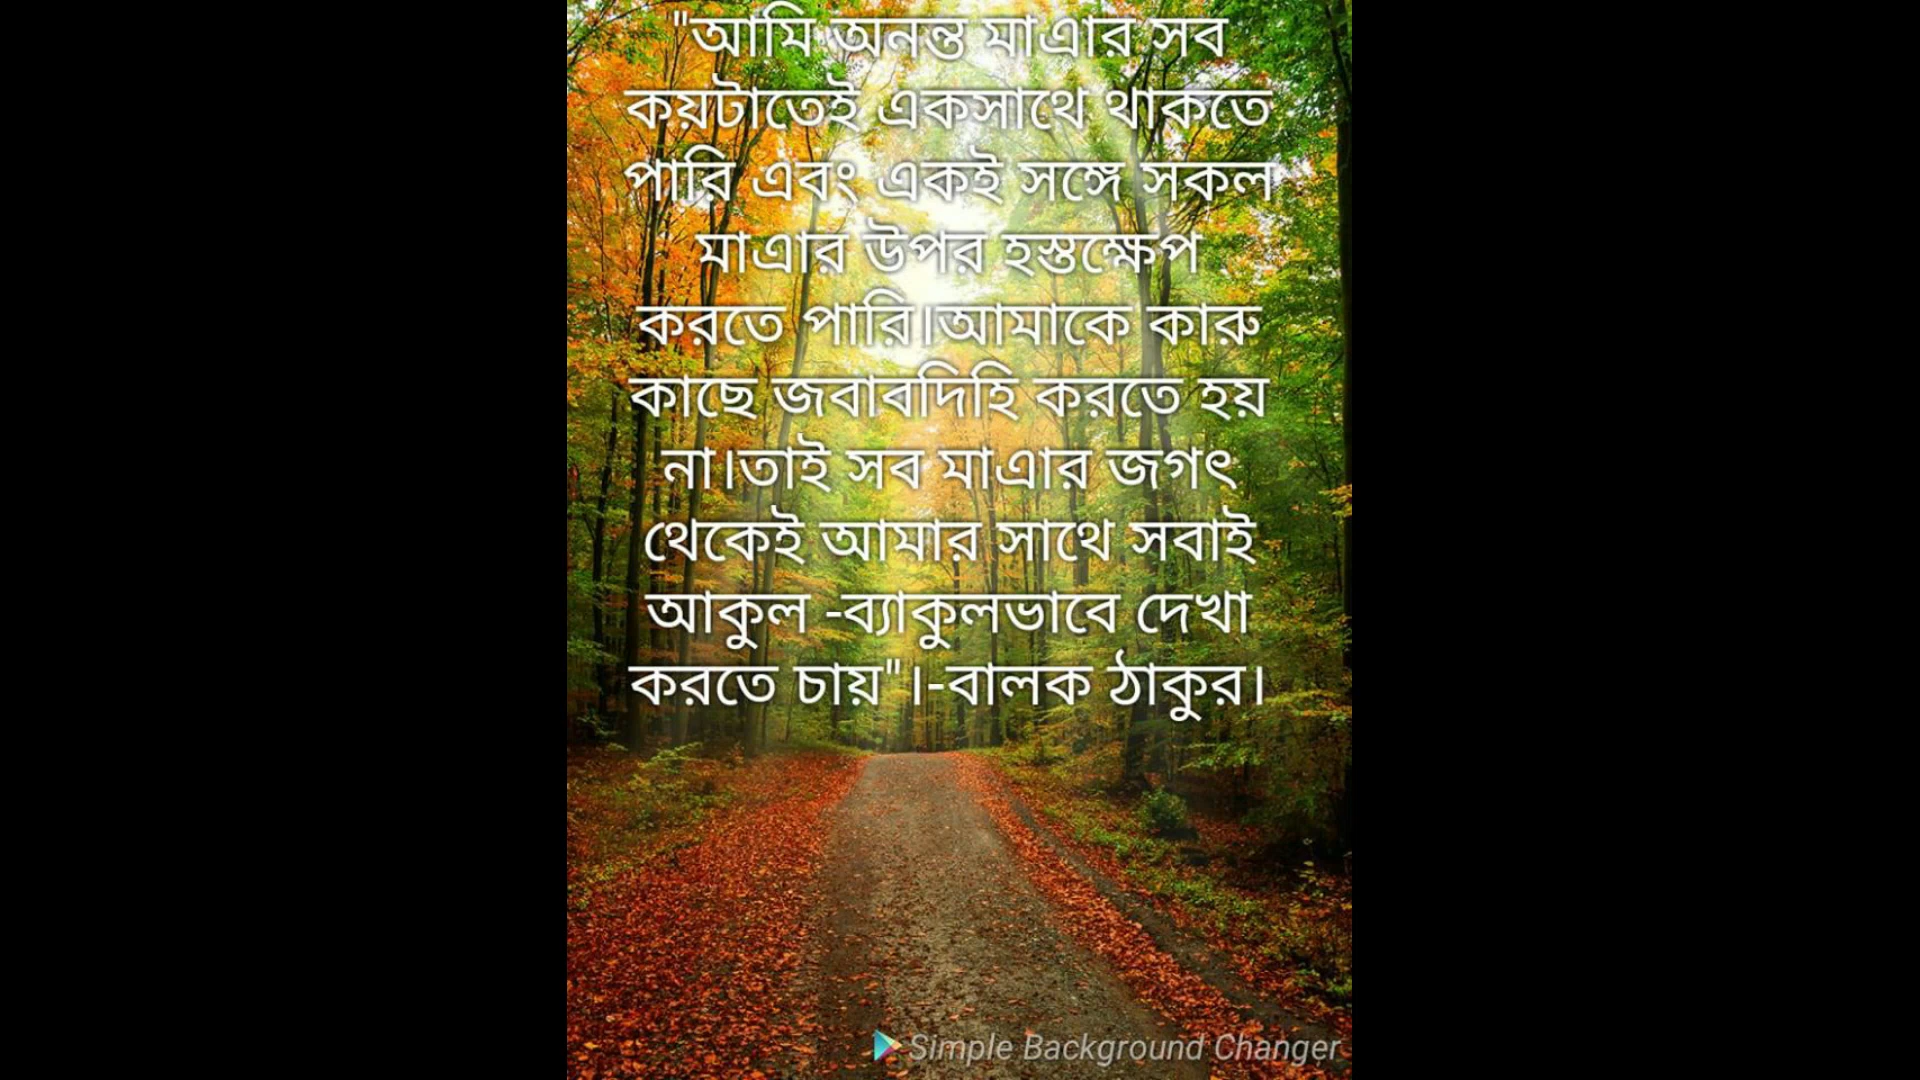 "আমি অনন্ত মাএার সব
কয়টাতেই একসাথে থাকতে
পারি এবং একই সঙ্গে সকল
মাএার উপর হস্তক্ষেপ
করতে পারি।আমাকে কারু
কাছে জবাবদিহি করতে হয়
না।তাই সব মাএার জগৎ
থেকেই আমার সাথে সবাই
আকুল -ব্যাকুলভাবে দেখা
করতে চায়"।-বালক ঠাকুর।
Simple Background Changer